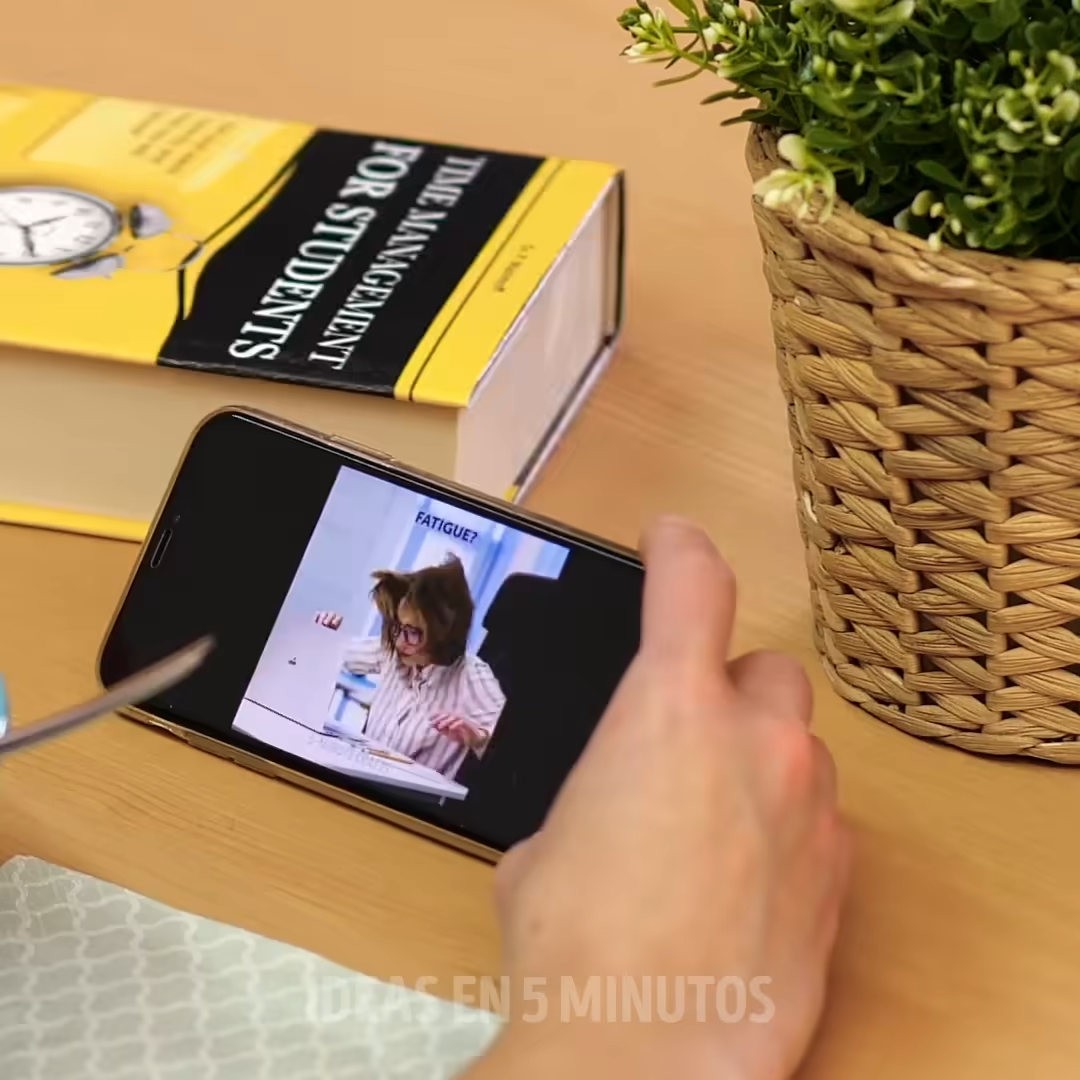 TIME MANAGEMENT
FOR STUDENTS
FATIGUE?
IDEAS EN 5 MINUTOS